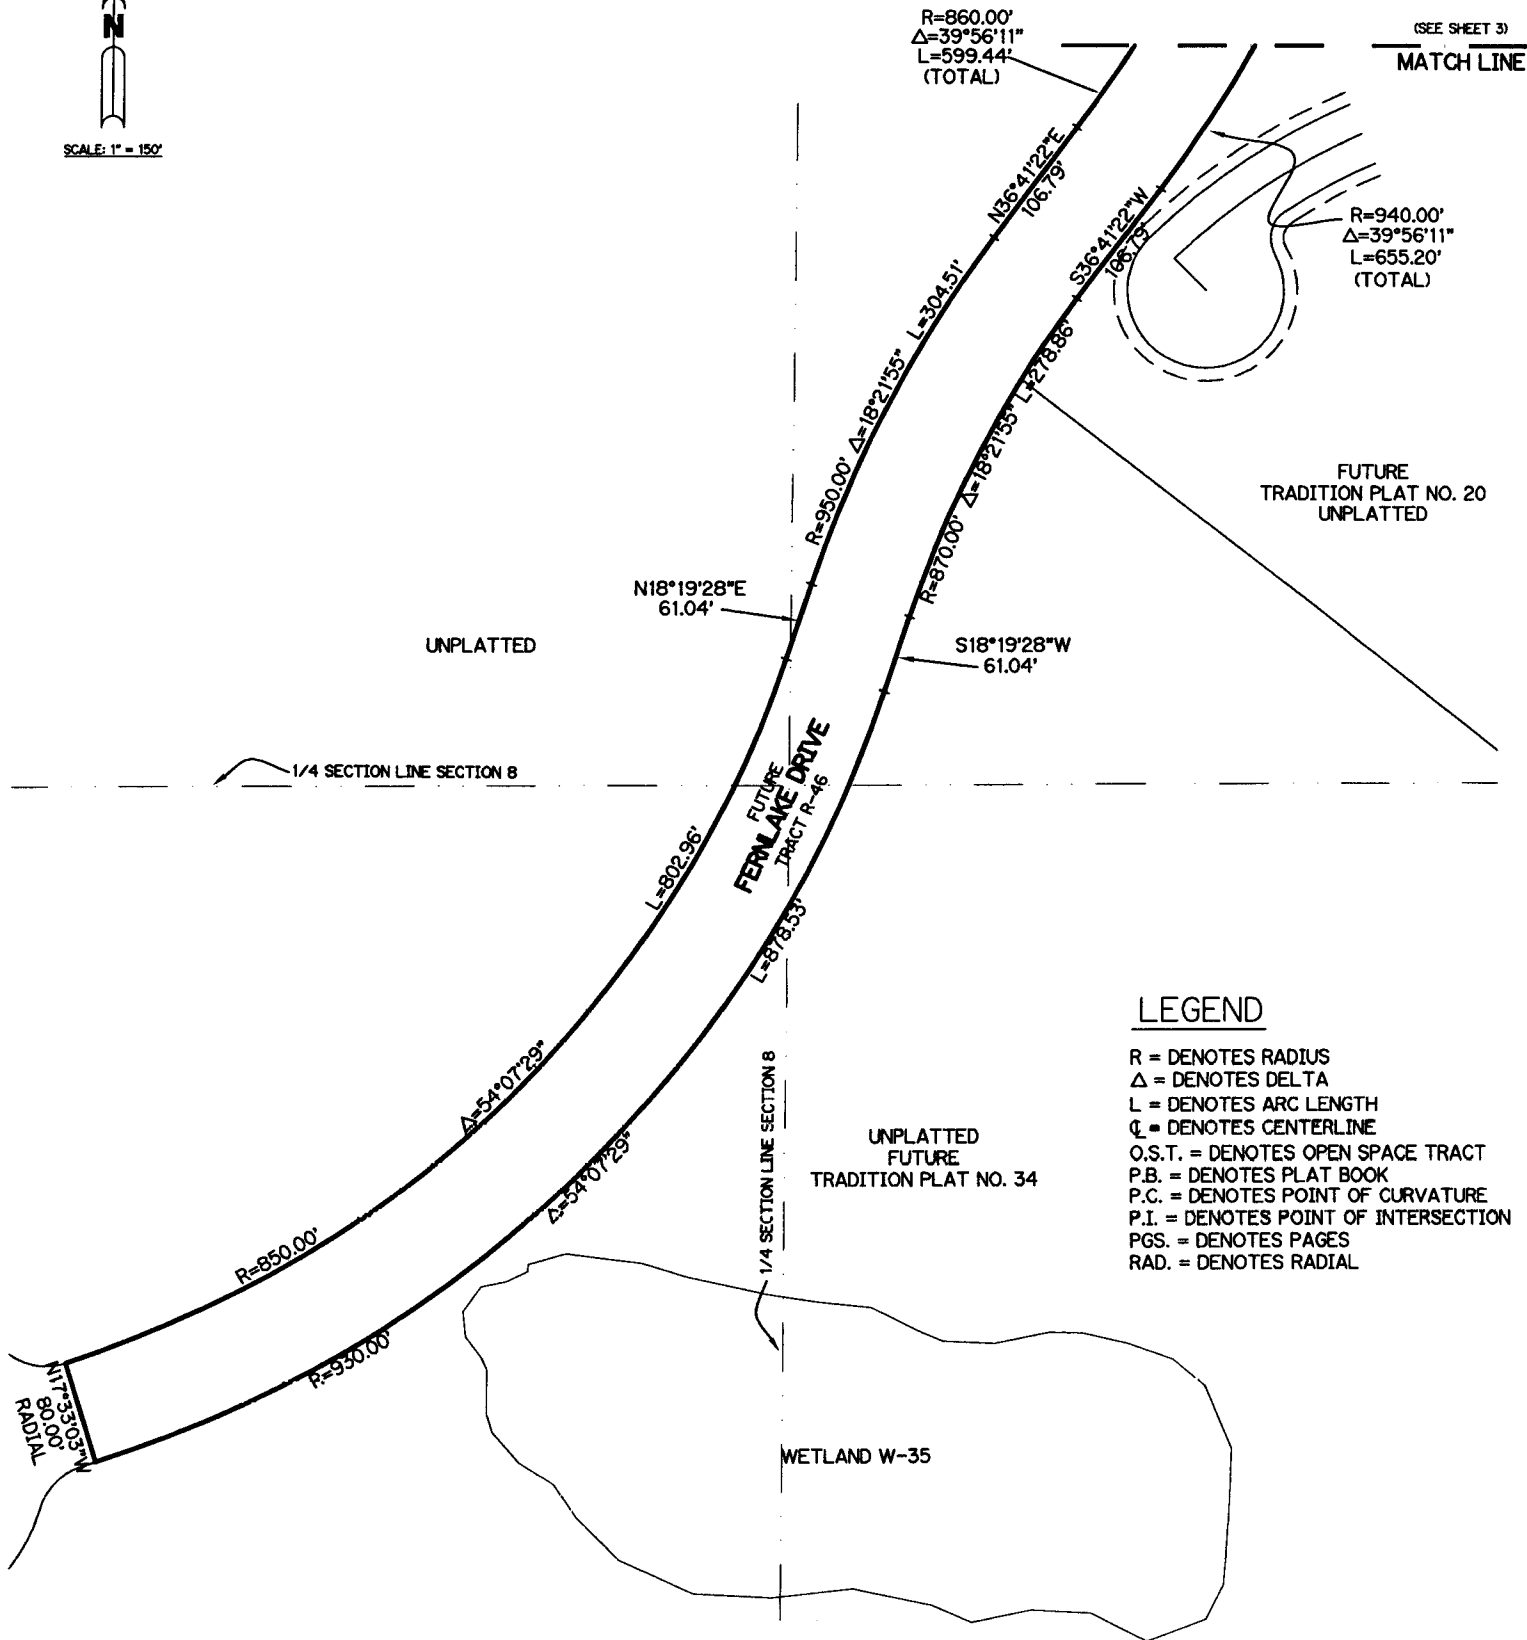 N
SCALE: 1" = 150'
R=860.00'
Δ=39°56'11"
L=599.44'
(TOTAL)
(SEE SHEET 3)
MATCH LINE
N36°41'22"E
106.79'
S36°41'22"W
106.79'
R=940.00'
Δ=39°56'11"
L=655.20'
(TOTAL)
R=950.00' Δ=18°21'55" L=304.51'
R=870.00' Δ=18°21'55" L=278.86'
FUTURE
TRADITION PLAT NO. 20
UNPLATTED
N18°19'28"E
61.04'
S18°19'28"W
61.04'
UNPLATTED
1/4 SECTION LINE SECTION 8
FUTURE
FERNLAKE DRIVE
TRACT R-46
L=802.96'
L=878.53'
Δ=54°07'29"
Δ=54°07'29"
R=850.00'
R=930.00'
N17°33'03"W
80.00'
RADIAL
1/4 SECTION LINE SECTION 8
UNPLATTED
FUTURE
TRADITION PLAT NO. 34
WETLAND W-35
LEGEND
R = DENOTES RADIUS
Δ = DENOTES DELTA
L = DENOTES ARC LENGTH
℄ = DENOTES CENTERLINE
O.S.T. = DENOTES OPEN SPACE TRACT
P.B. = DENOTES PLAT BOOK
P.C. = DENOTES POINT OF CURVATURE
P.I. = DENOTES POINT OF INTERSECTION
PGS. = DENOTES PAGES
RAD. = DENOTES RADIAL